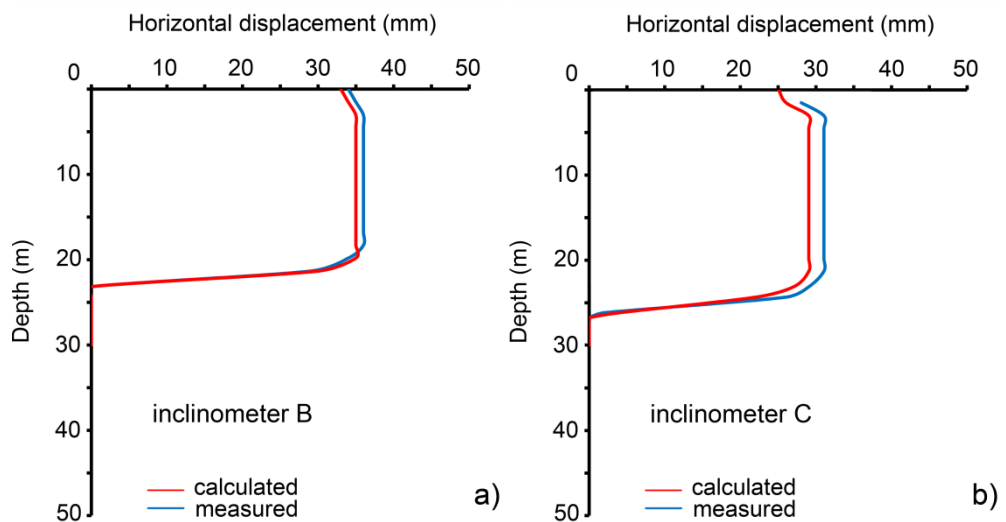 Horizontal displacement (mm)
0 10 20 30 40 50
10
20
30
40
50
Depth (m)
inclinometer B
calculated
measured
a)
Horizontal displacement (mm)
0 10 20 30 40 50
10
20
30
40
50
Depth (m)
inclinometer C
calculated
measured
b)